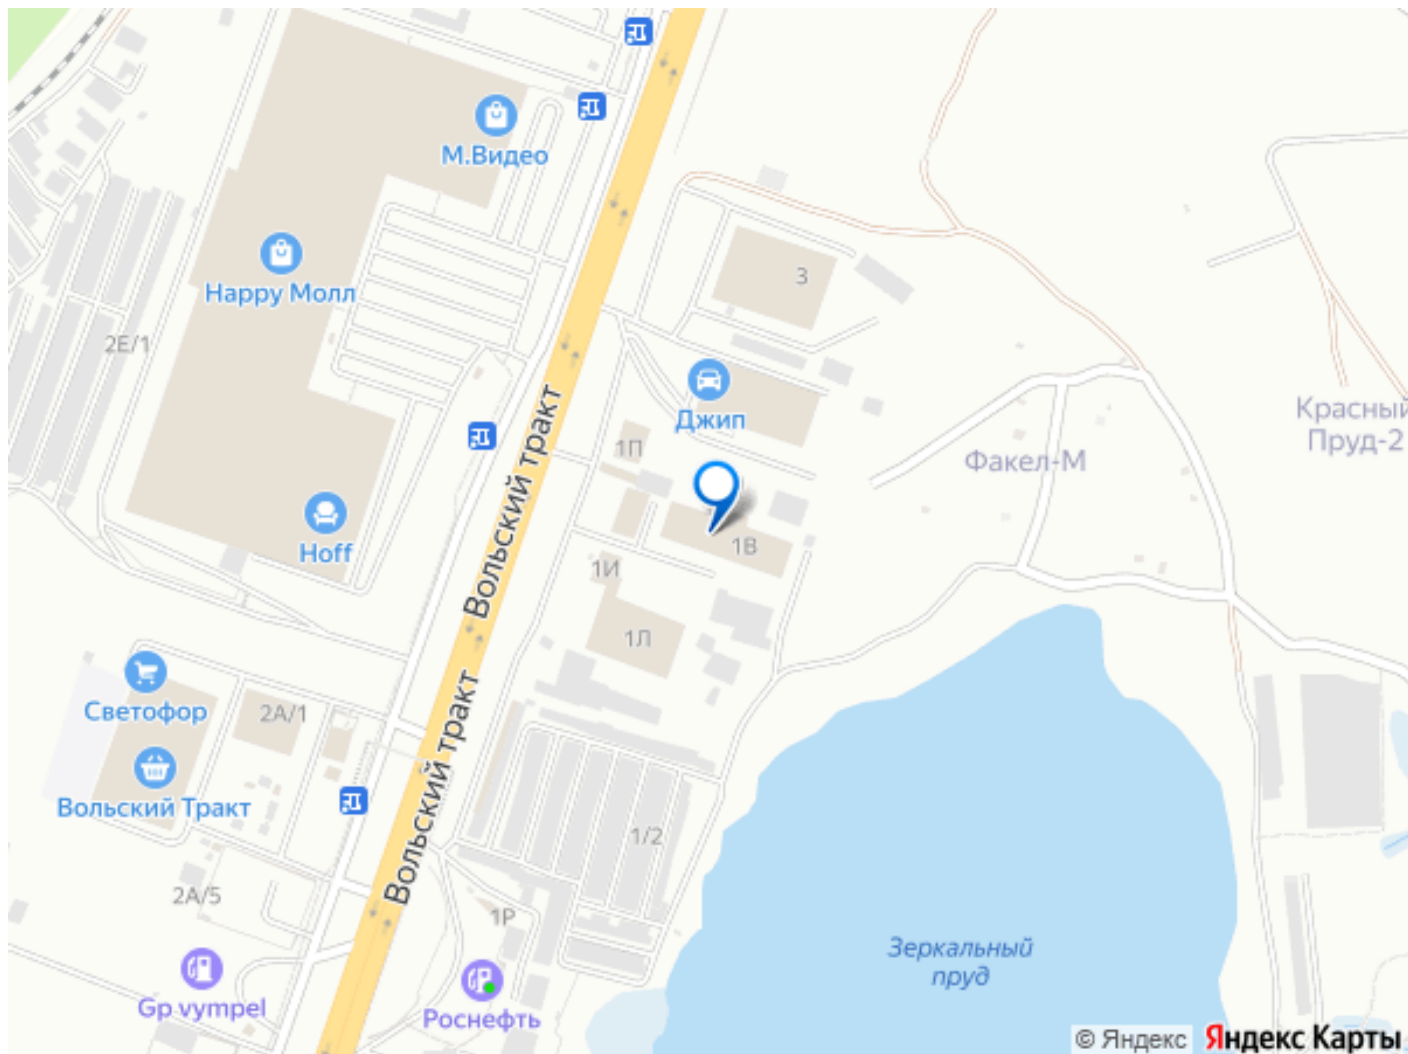 М.Видео
Happy Молл
2Е/1
3
Джип
Красный
Пруд-2
1П
Факел-М
Hoff
Вольский тракт
1В
1И
1Л
Светофор
2А/1
Вольский тракт
Вольский Тракт
1/2
2А/5
1Р
Зеркальный
пруд
Gp vympel
Роснефть
© Яндекс Яндекс Карты